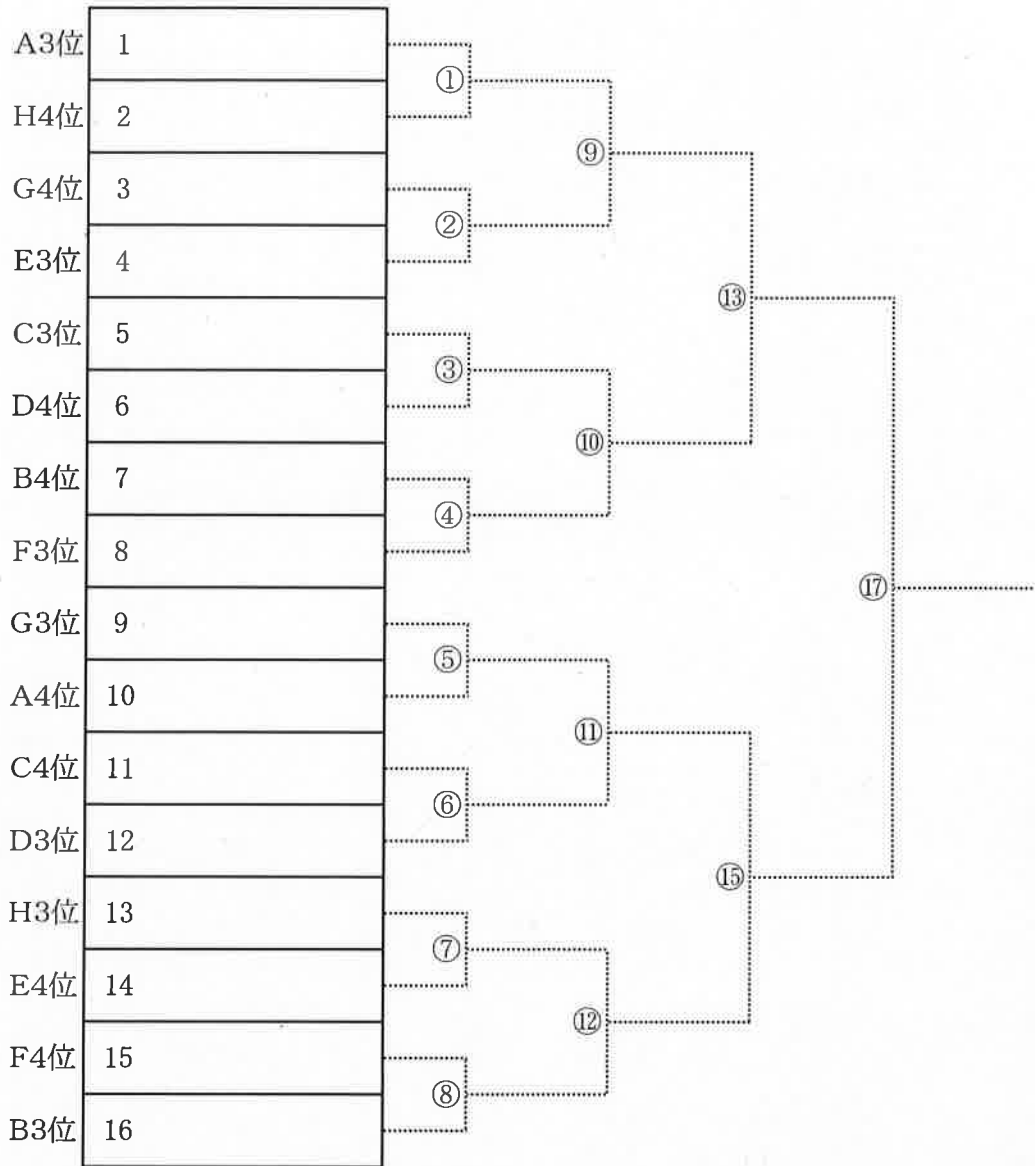 A3位 1
①
H4位 2
⑨
G4位 3
②
E3位 4
⑬
C3位 5
③
D4位 6
⑩
B4位 7
④
F3位 8
⑰
G3位 9
⑤
A4位 10
⑪
C4位 11
⑥
D3位 12
⑮
H3位 13
⑦
E4位 14
⑫
F4位 15
⑧
B3位 16